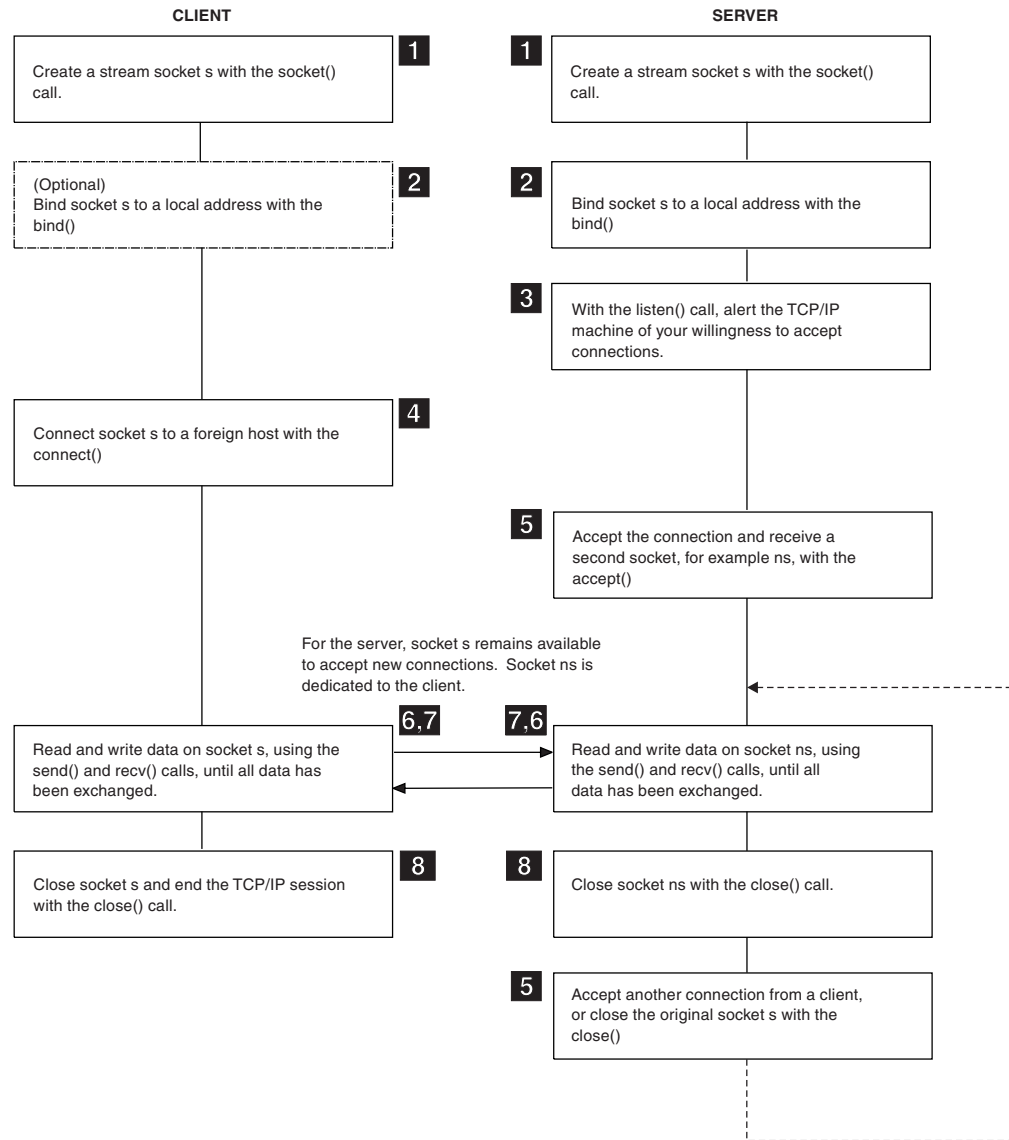 CLIENT
SERVER
1
1
Create a stream socket s with the socket()
call.
Create a stream socket s with the socket()
call.
2
2
(Optional)
Bind socket s to a local address with the
bind()
Bind socket s to a local address with the
bind()
3
With the listen() call, alert the TCP/IP
machine of your willingness to accept
connections.
4
Connect socket s to a foreign host with the
connect()
5
Accept the connection and receive a
second socket, for example ns, with the
accept()
For the server, socket s remains available
to accept new connections. Socket ns is
dedicated to the client.
6,7
7,6
Read and write data on socket s, using the
send() and recv() calls, until all data has
been exchanged.
Read and write data on socket ns, using
the send() and recv() calls, until all
data has been exchanged.
8
8
Close socket s and end the TCP/IP session
with the close() call.
Close socket ns with the close() call.
5
Accept another connection from a client,
or close the original socket s with the
close()